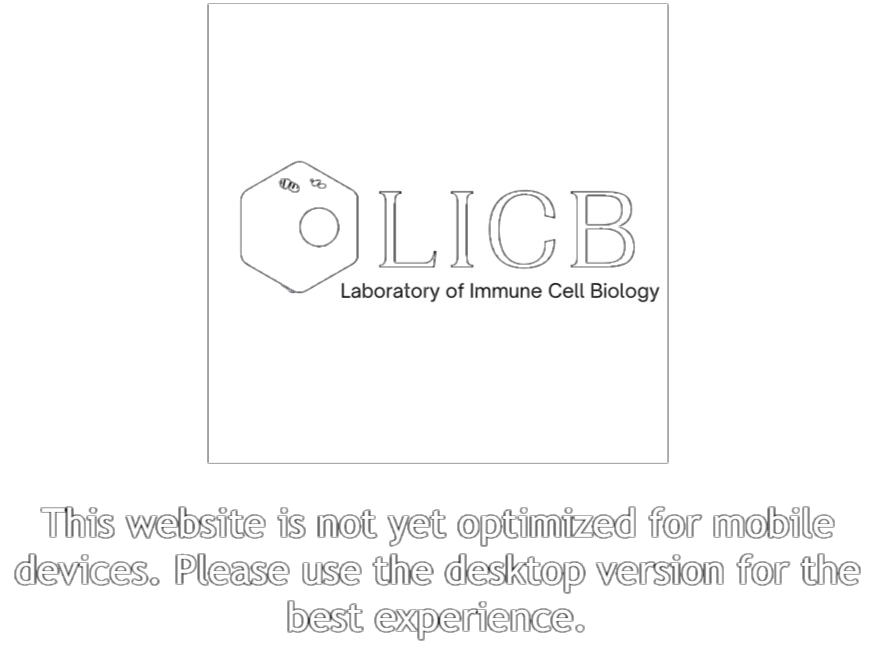 LICB
Laboratory of Immune Cell Biology
This website is not yet optimized for mobile
devices. Please use the desktop version for the
best experience.